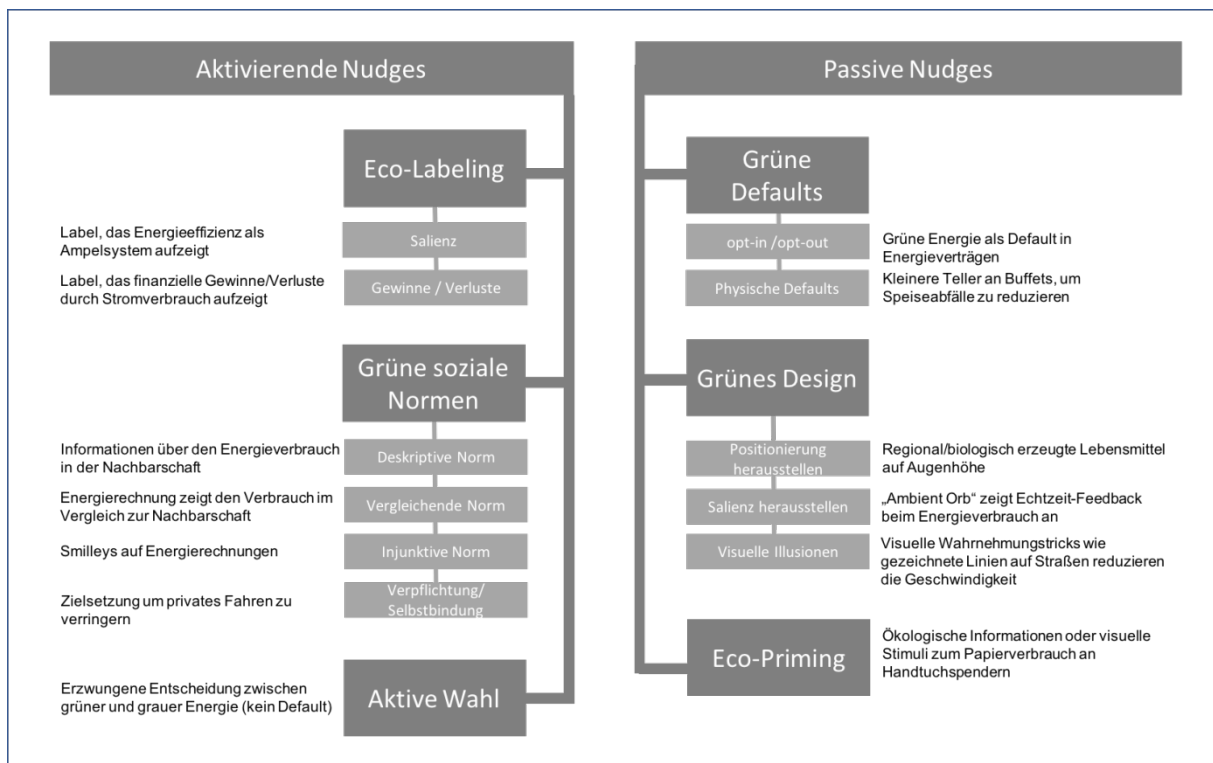 Aktivierende Nudges
Eco-Labeling
Label, das Energieeffizienz als
Ampelsystem aufzeigt
Salienz
Label, das finanzielle Gewinne/Verluste
durch Stromverbrauch aufzeigt
Gewinne / Verluste
Grüne soziale
Normen
Informationen über den Energieverbrauch
in der Nachbarschaft
Deskriptive Norm
Energierechnung zeigt den Verbrauch im
Vergleich zur Nachbarschaft
Vergleichende Norm
Smilleys auf Energierechnungen
Injunktive Norm
Zielsetzung um privates Fahren zu
verringern
Verpflichtung/
Selbstbindung
Erzwungene Entscheidung zwischen
grüner und grauer Energie (kein Default)
Aktive Wahl
Passive Nudges
Grüne
Defaults
opt-in /opt-out
Grüne Energie als Default in
Energieverträgen
Physische Defaults
Kleinere Teller an Buffets, um
Speiseabfälle zu reduzieren
Grünes Design
Positionierung
herausstellen
Regional/biologisch erzeugte Lebensmittel
auf Augenhöhe
Salienz herausstellen
„Ambient Orb“ zeigt Echtzeit-Feedback
beim Energieverbrauch an
Visuelle Illusionen
Visuelle Wahrnehmungstricks wie
gezeichnete Linien auf Straßen reduzieren
die Geschwindigkeit
Eco-Priming
Ökologische Informationen oder visuelle
Stimuli zum Papierverbrauch an
Handtuchspendern